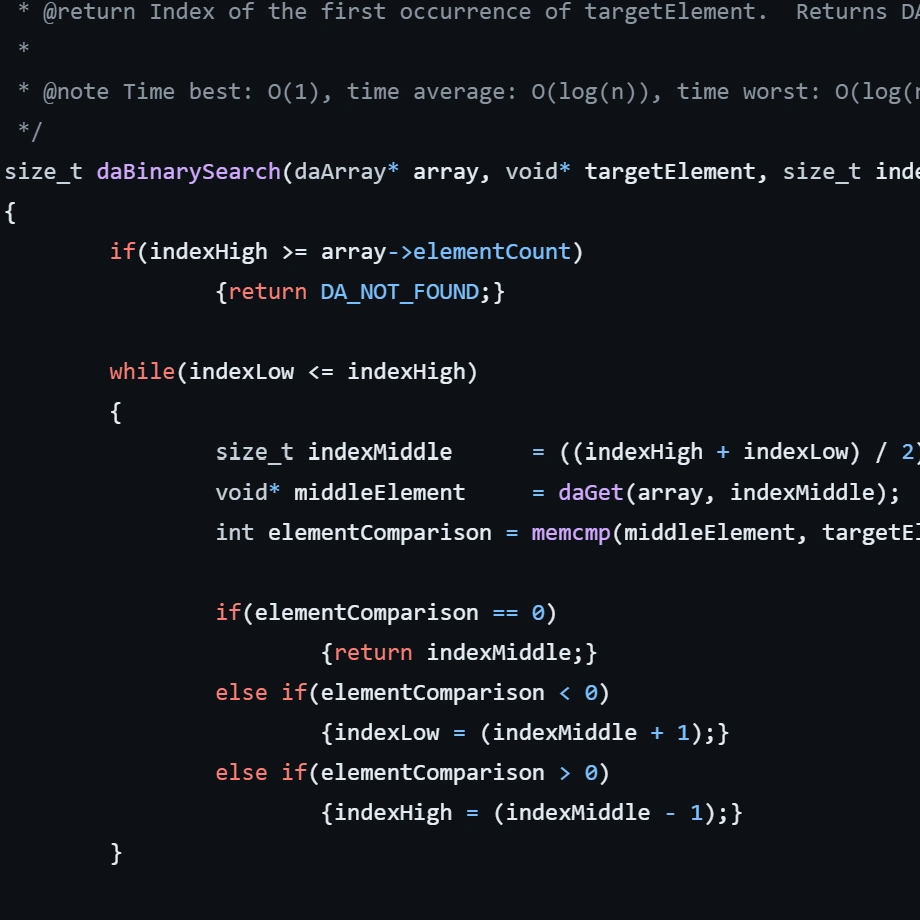 * @return Index of the first occurrence of targetElement.  Returns
*
* @note Time best: O(1), time average: O(log(n)), time worst: O(log(
*/
size_t daBinarySearch(daArray* array, void* targetElement, size_t
{
if(indexHigh >= array->elementCount)
{return DA_NOT_FOUND;}
while(indexLow <= indexHigh)
{
size_t indexMiddle      = ((indexHigh + indexLow) / 2)
void* middleElement     = daGet(array, indexMiddle);
int elementComparison = memcmp(middleElement,
if(elementComparison == 0)
{return indexMiddle;}
else if(elementComparison < 0)
{indexLow = (indexMiddle + 1);}
else if(elementComparison > 0)
{indexHigh = (indexMiddle - 1);}
}